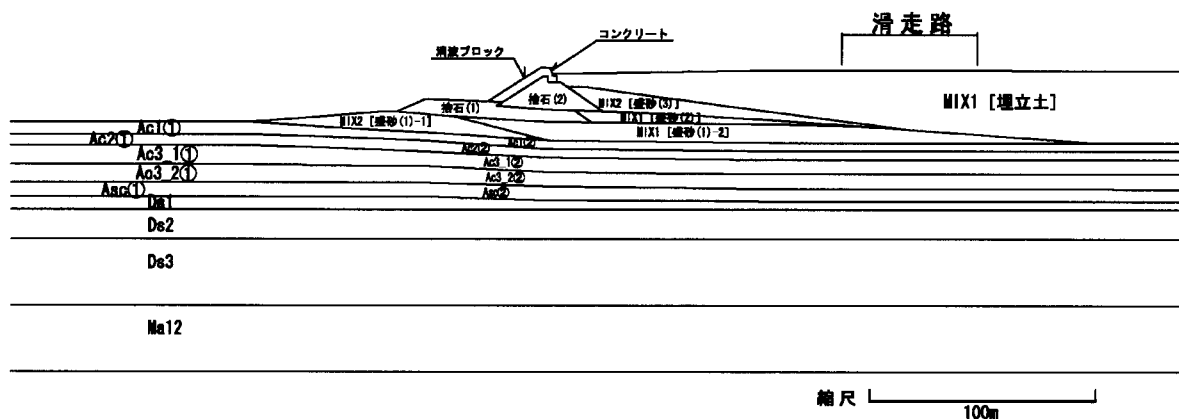 滑走路
コンクリート
消波ブロック
MIX1 [埋立土]
捨石(2)
MIX2 [盛砂(3)]
捨石(1)
MIX1 [盛砂(2)]
MIX2 [盛砂(1)-1]
MIX1 [盛砂(1)-2]
Ac1①
Ac2①
Ac1②
Ac2②
Ac3_1①
Ac3_1②
Ac3_2①
Ac3_2②
Asc①
Asc②
Ds1
Ds2
Ds3
Ma12
縮尺
100m